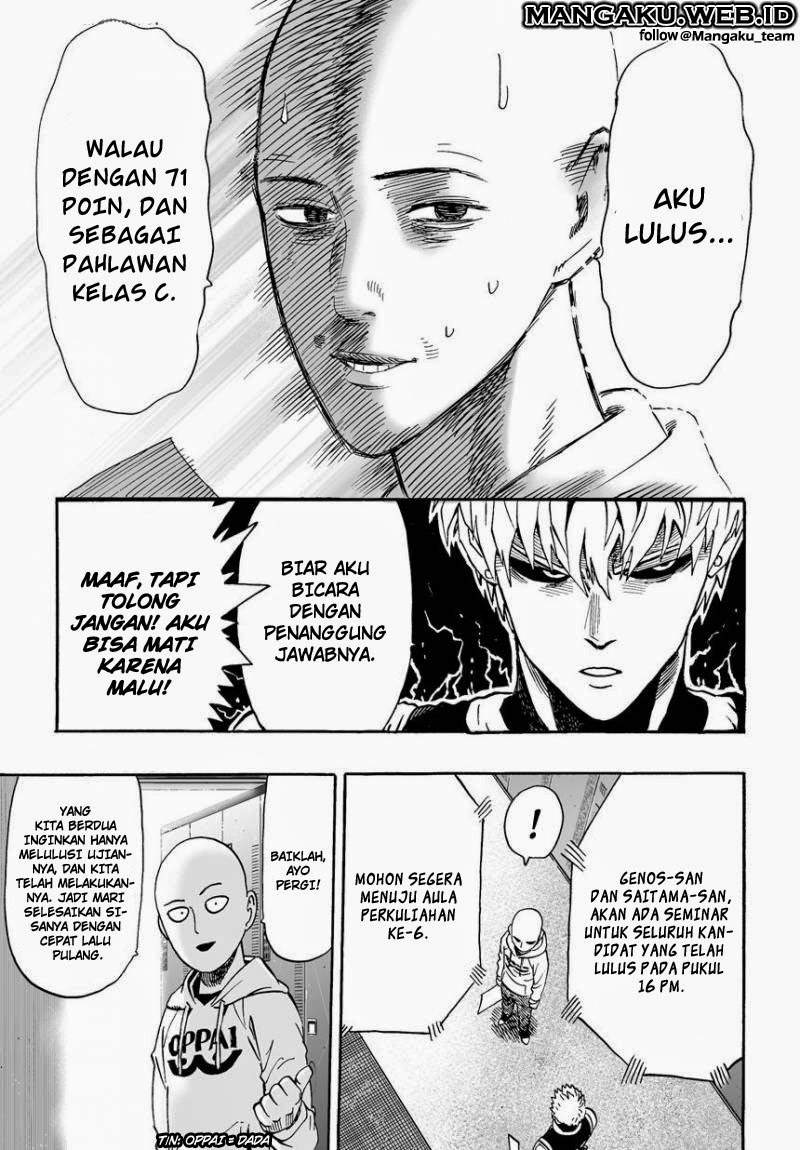 MANGAKU.WEB.ID
follow@Mangaku_team
AKU
LULUS...
WALAU
DENGAN 71
POIN, DAN
SEBAGAI
PAHLAWAN
KELAS C.
BIAR AKU
BICARA
DENGAN
PENANGGUNG
JAWABNYA.
MAAF, TAPI
TOLONG
JANGAN! AKU
BISA MATI
KARENA
MALU!
!
GENOS-SAN
DAN SAITAMA-SAN,
AKAN ADA SEMINAR
UNTUK SELURUH KAN-
DIDAT YANG TELAH
LULUS PADA PUKUL
16 PM.
MOHON SEGERA
MENUJU AULA
PERKULIAHAN
KE-6.
BAIKLAH,
AYO
PERGI!
YANG
KITA BERDUA
INGINKAN HANYA
MELULUSI UJIAN-
NYA, DAN KITA
TELAH MELAKUKAN-
NYA. JADI MARI
SELESAIKAN SI-
SANYA DENGAN
CEPAT LALU
PULANG.
OPPAI
T/N: OPPAI = DADA